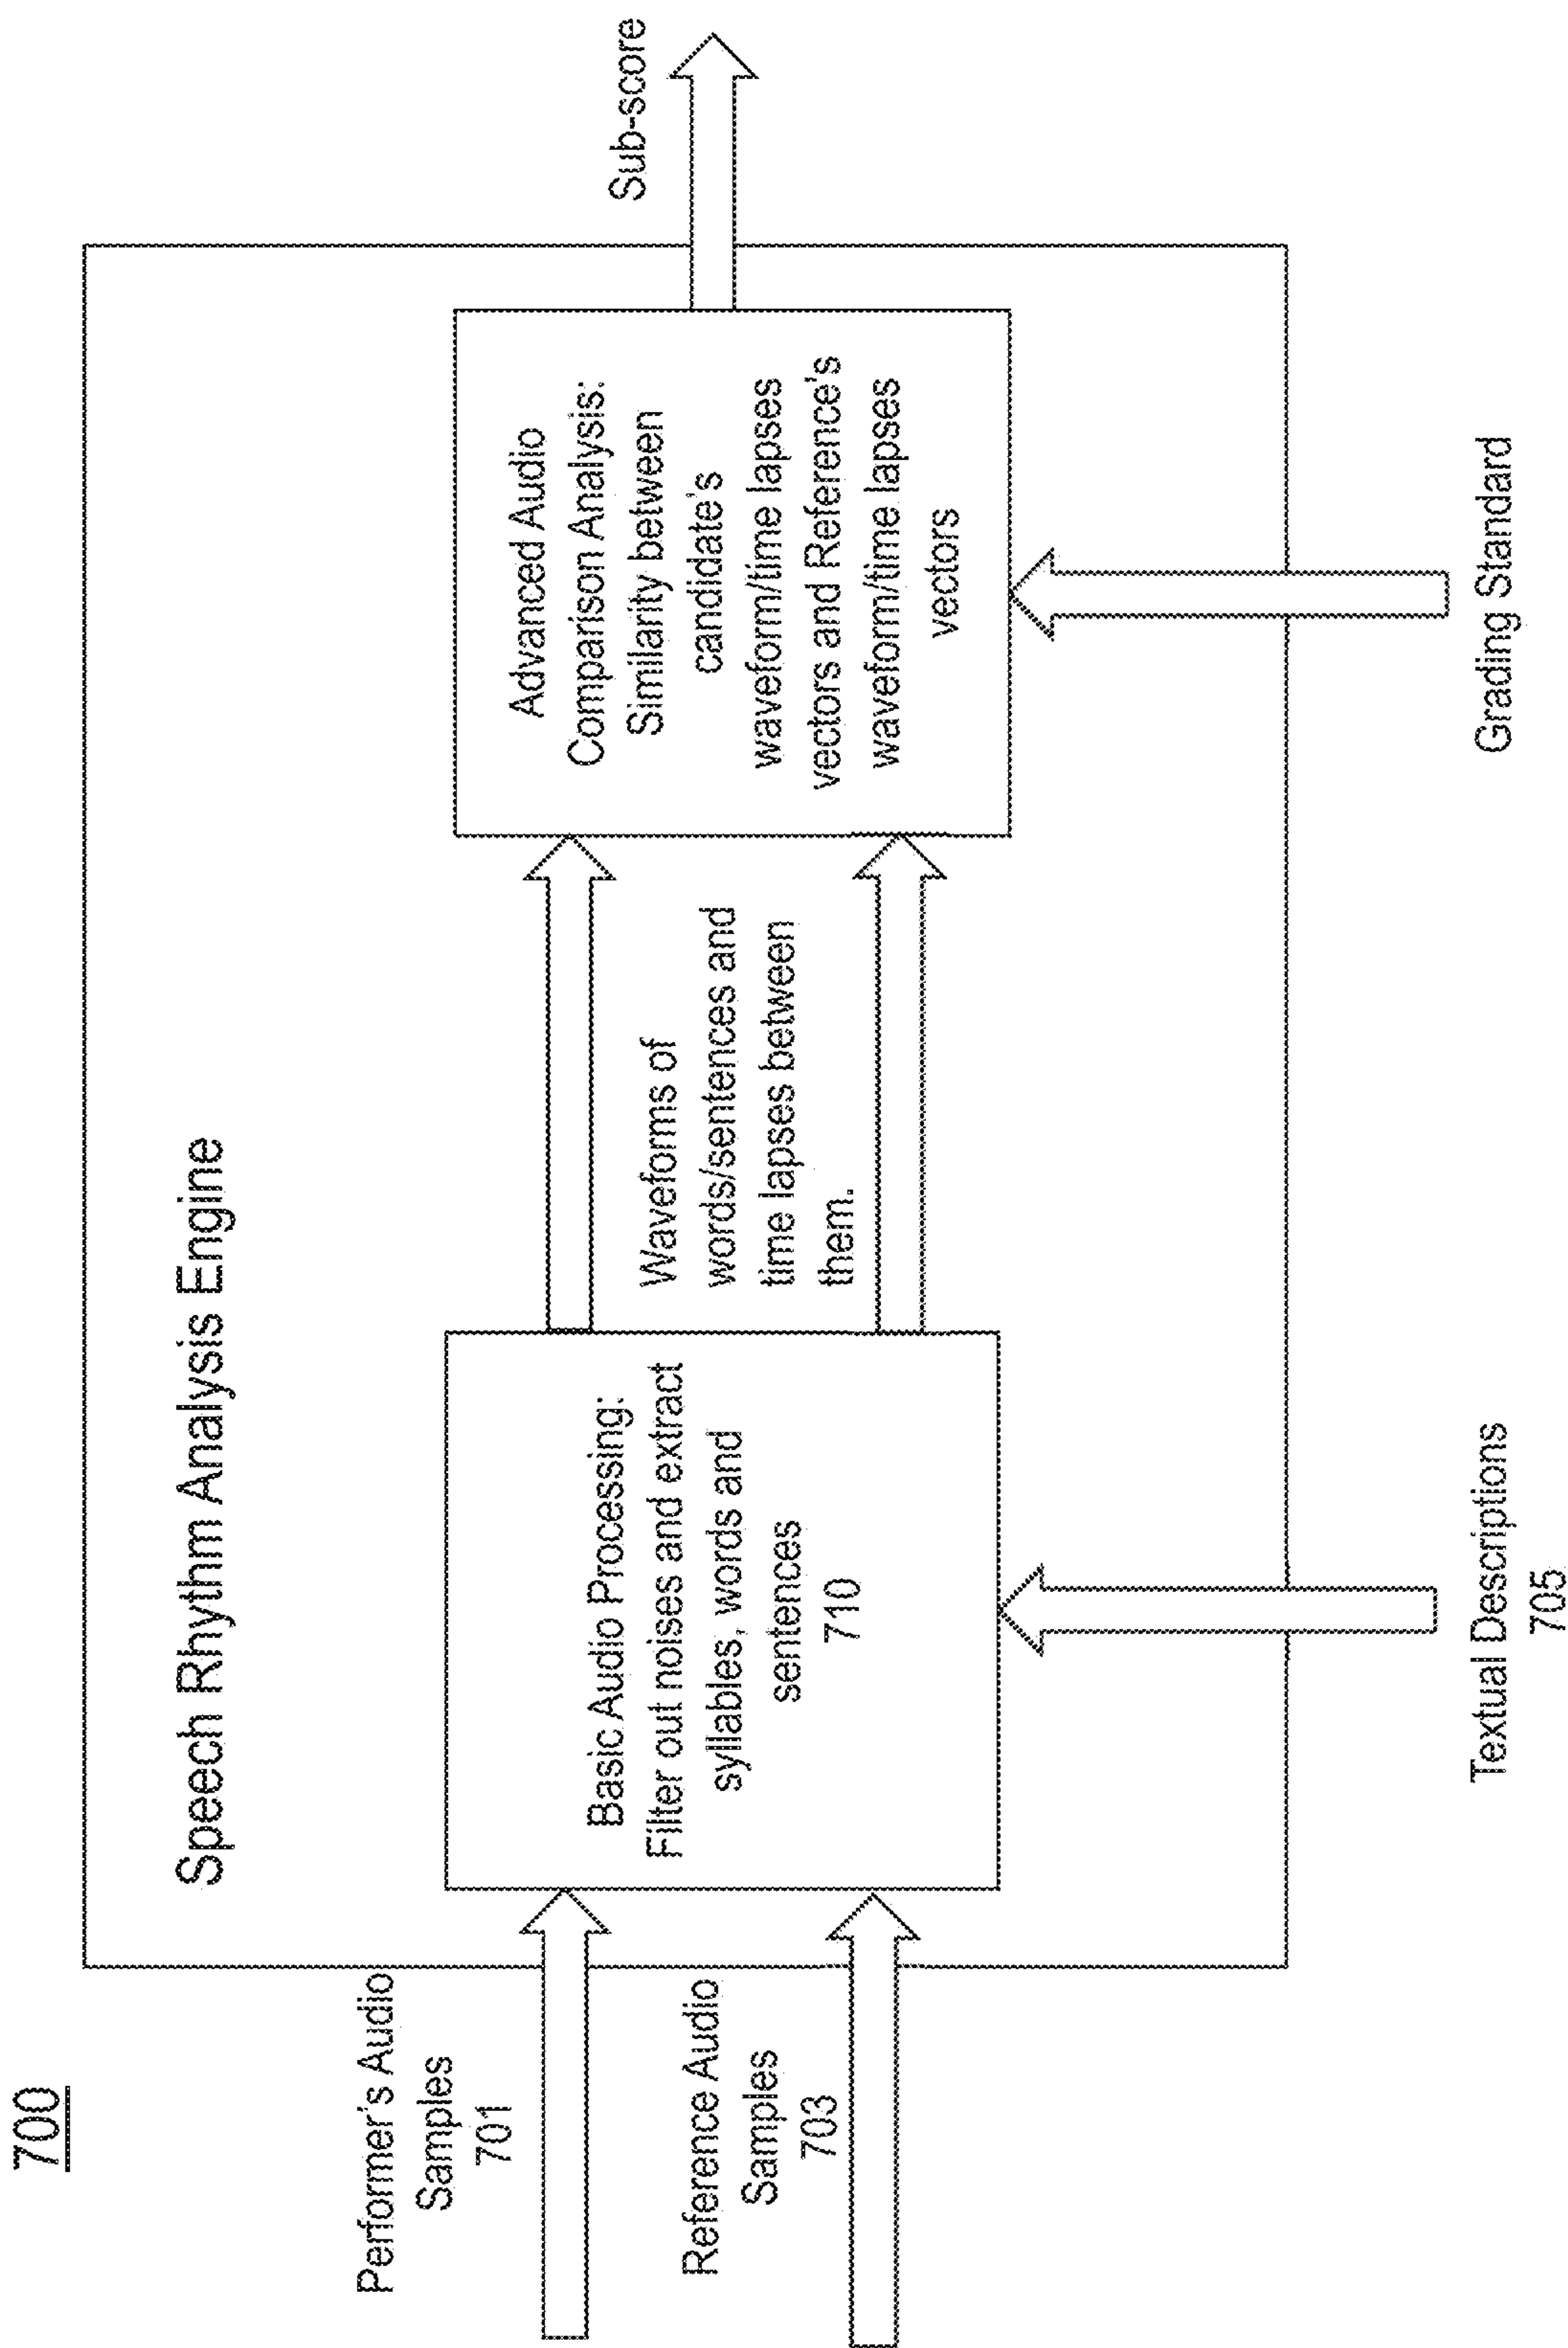 700
Speech Rhythm Analysis Engine
Performer's Audio
Samples
701
Reference Audio
Samples
703
Basic Audio Processing:
Filter out noises and extract
syllables, words and
sentences
710
Waveforms of
words/sentences and
time lapses between
them.
Advanced Audio
Comparison Analysis:
Similarity between
candidate's
waveform/time lapses
vectors and Reference's
waveform/time lapses
vectors
Sub-score
Textual Descriptions
705
Grading Standard